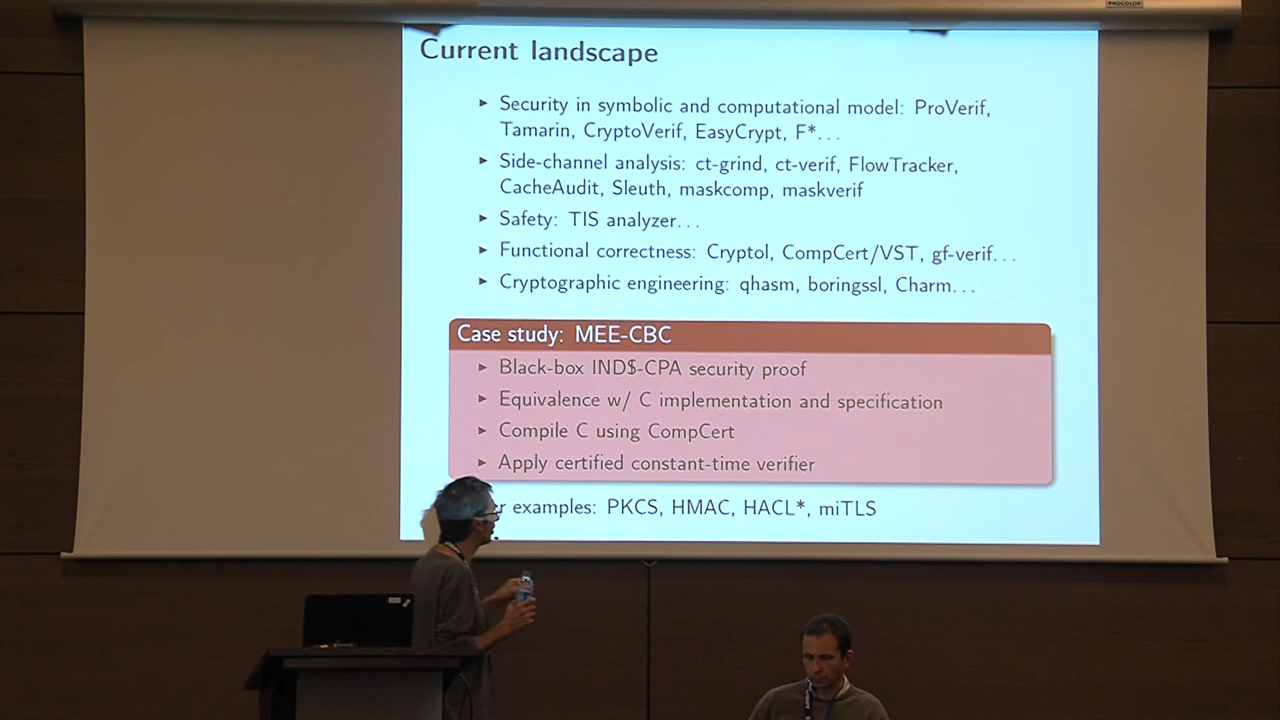 PROCOLOR
Current landscape
▸ Security in symbolic and computational model: ProVerif,
Tamarin, CryptoVerif, EasyCrypt, F*...
▸ Side-channel analysis: ct-grind, ct-verif, FlowTracker,
CacheAudit, Sleuth, maskcomp, maskverif
▸ Safety: TIS analyzer...
▸ Functional correctness: Cryptol, CompCert/VST, gf-verif...
▸ Cryptographic engineering: qhasm, boringssl, Charm...
Case study: MEE-CBC
▸ Black-box IND$-CPA security proof
▸ Equivalence w/ C implementation and specification
▸ Compile C using CompCert
▸ Apply certified constant-time verifier
examples: PKCS, HMAC, HACL*, miTLS